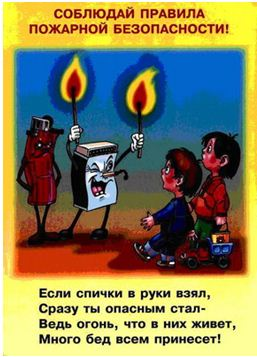 СОБЛЮДАЙ ПРАВИЛА
ПОЖАРНОЙ БЕЗОПАСНОСТИ!
Если спички в руки взял,
Сразу ты опасным стал-
Ведь огонь, что в них живет,
Много бед всем принесет!